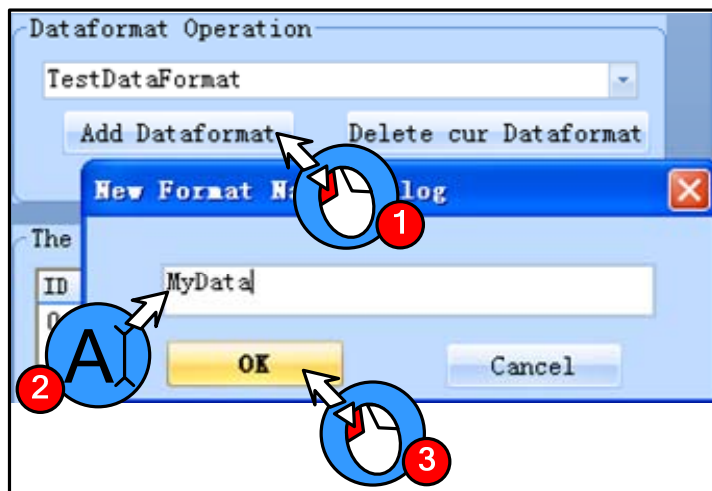 Dataformat Operation
TestDataFormat
Add Dataformat Delete cur Dataformat
New Format Na log
1
The
ID
MyData
A
2
OK Cancel
3